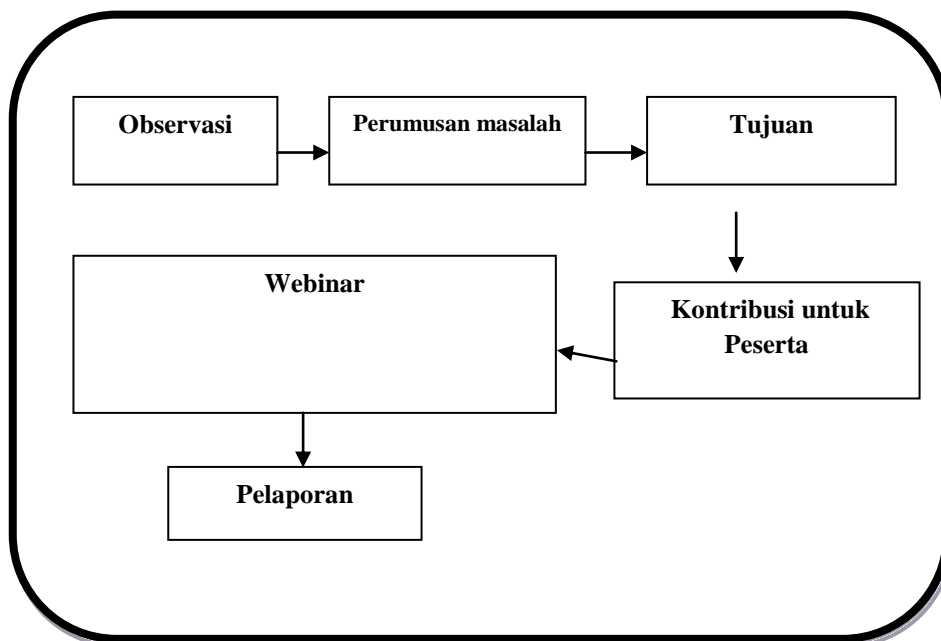 Observasi
Perumusan masalah
Tujuan
Kontribusi untuk
Peserta
Webinar
Pelaporan